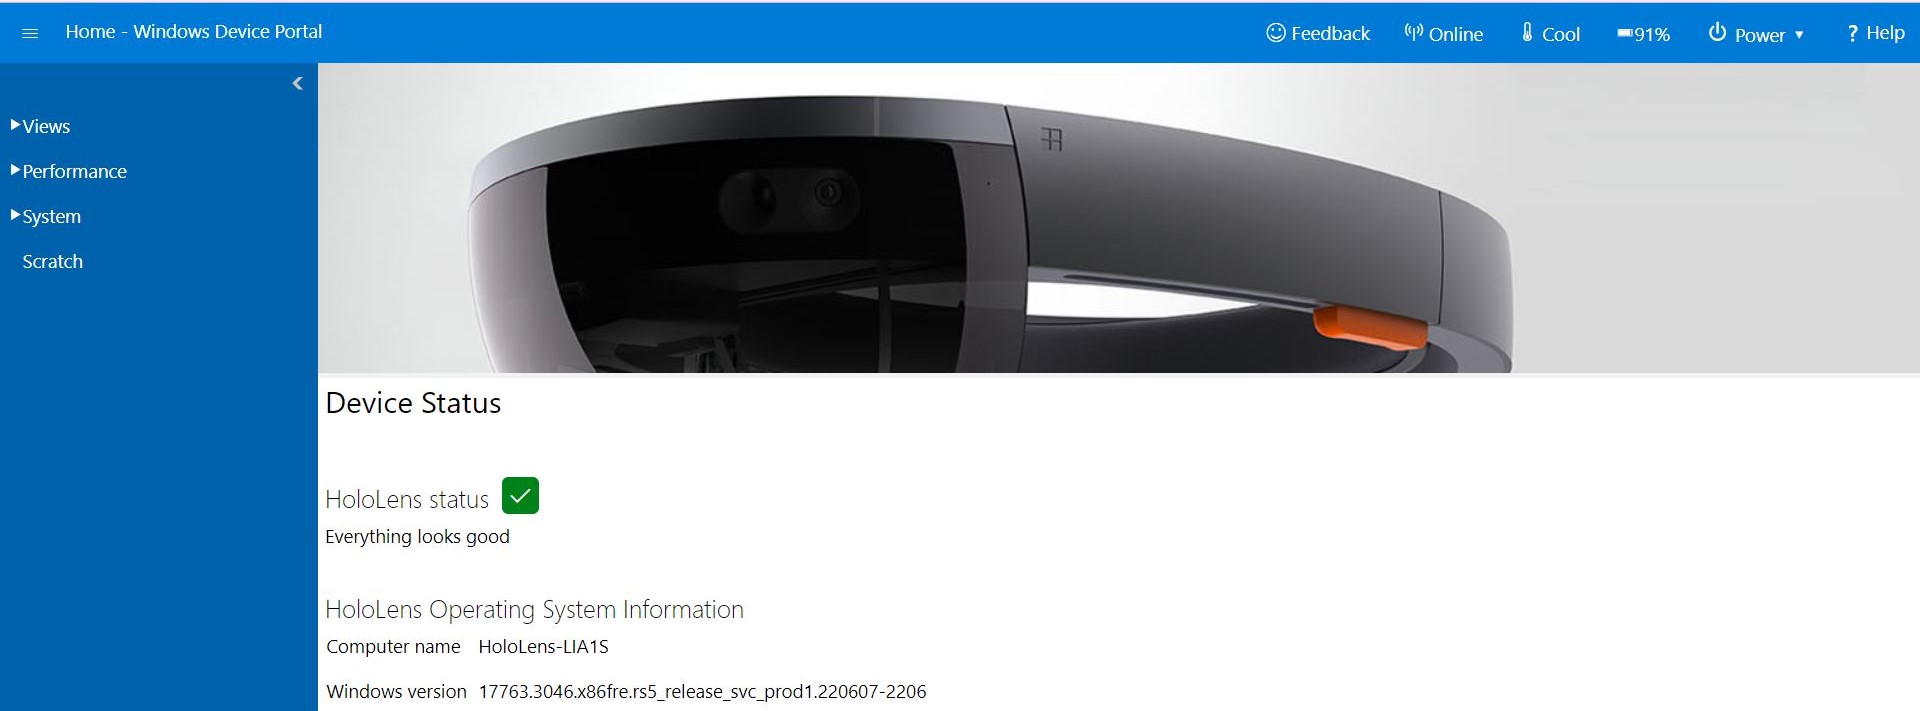 Home - Windows Device Portal
Feedback Online Cool 91% Power ▼ ? Help
Views
Performance
System
Scratch
Device Status
HoloLens status
Everything looks good
HoloLens Operating System Information
Computer name HoloLens-LIA1S
Windows version 17763.3046.x86fre.rs5_release_svc_prod1.220607-2206